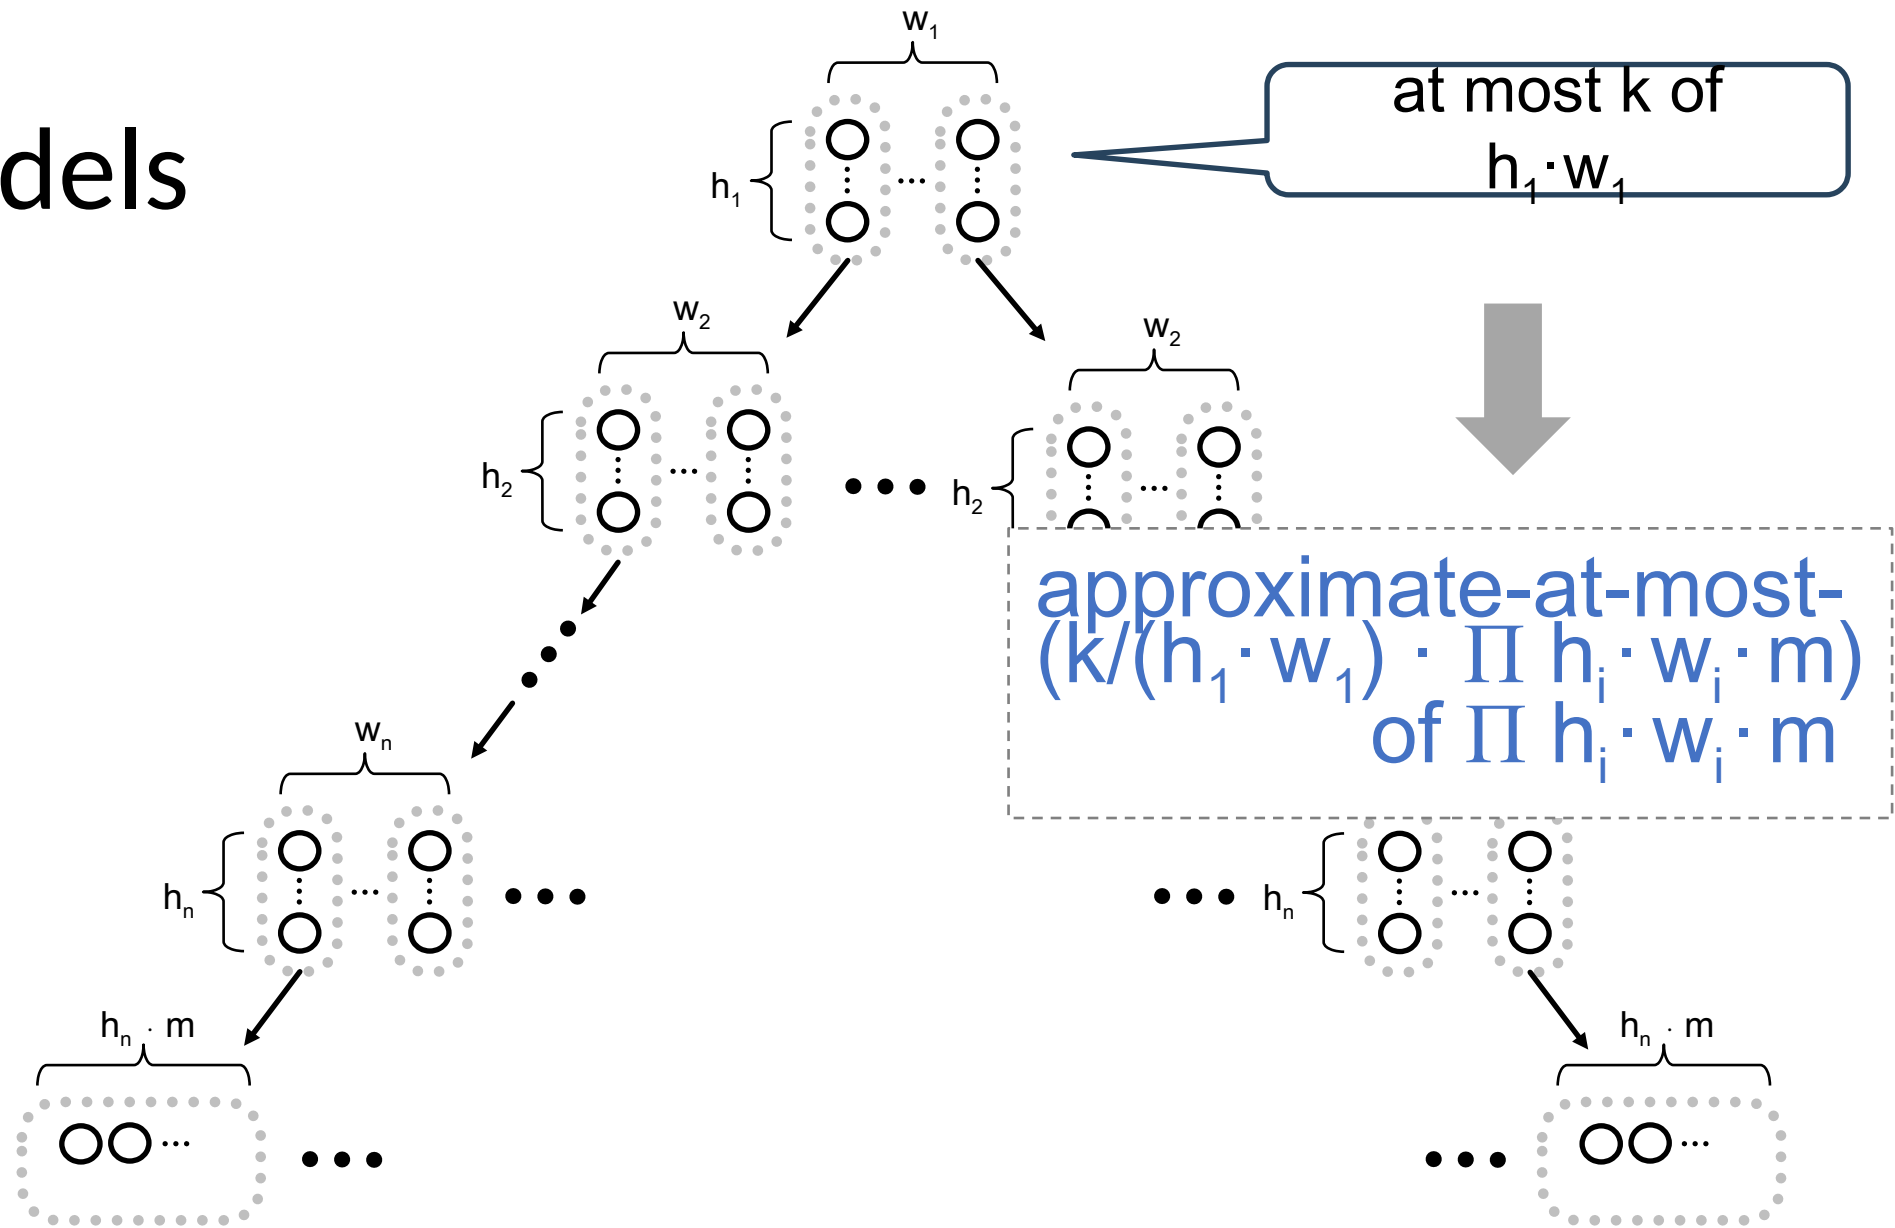 dels
w₁
at most k of
h₁·w₁
h₁
w₂
w₂
h₂
h₂
approximate-at-most-
(k/(h₁· w₁) · Π hᵢ· wᵢ· m)
of Π hᵢ· wᵢ· m
wₙ
hₙ
hₙ
hₙ · m
hₙ · m